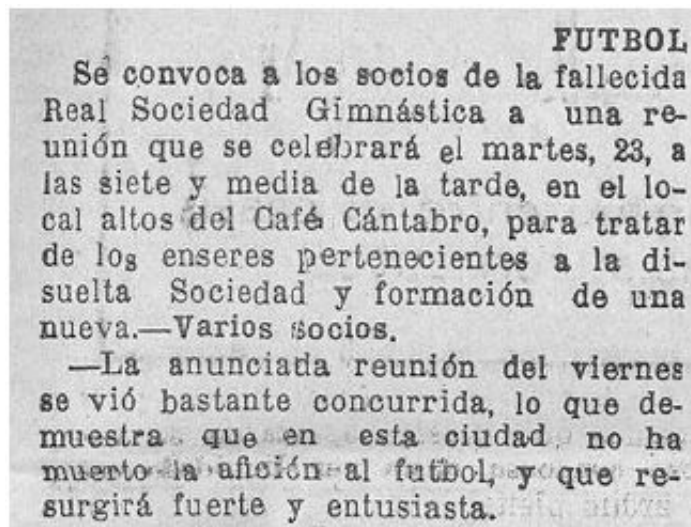 FUTBOL
Se convoca a los socios de la fallecida
Real Sociedad Gimnástica a una re-
unión que se celebrará el martes, 23, a
las siete y media de la tarde, en el lo-
cal altos del Café Cántabro, para tratar
de los enseres pertenecientes a la di-
suelta Sociedad y formación de una
nueva.—Varios socios.
—La anunciada reunión del viernes
se vió bastante concurrida, lo que de-
muestra que en esta ciudad no ha
muerto la afición al futbol, y que re-
surgirá fuerte y entusiasta.